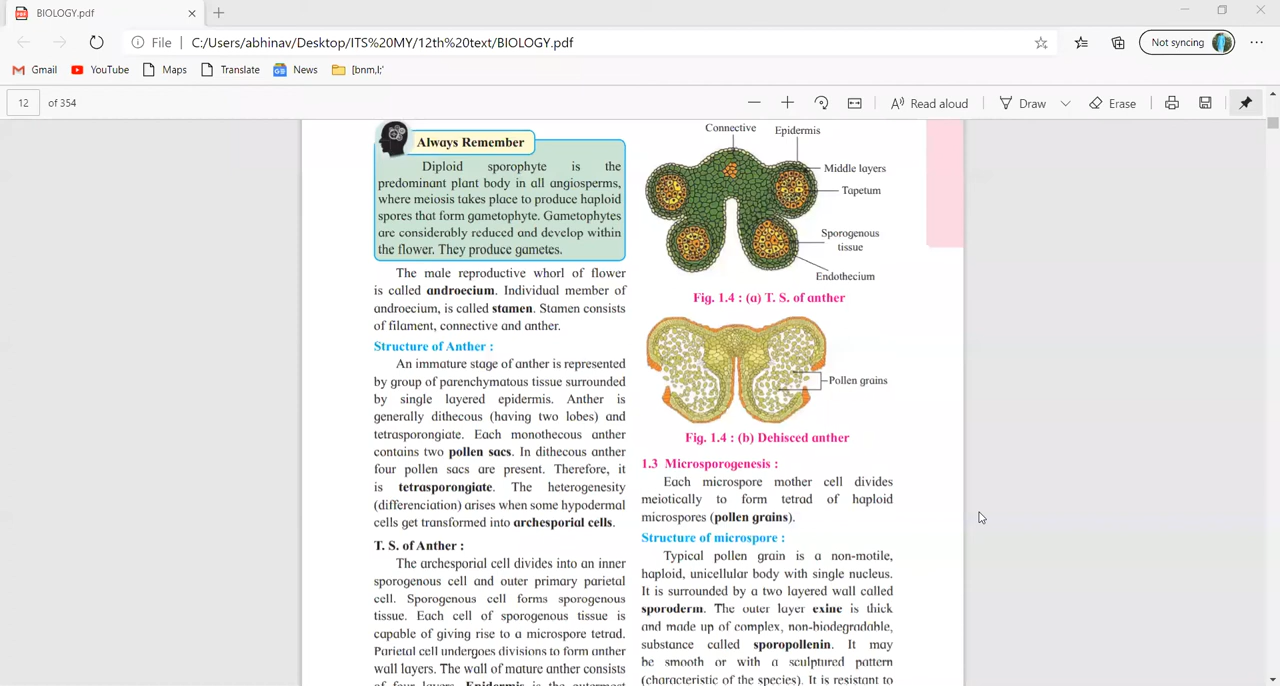 BIOLOGY.pdf
File
C:/Users/abhinav/Desktop/ITS%20MY/12th%20text/BIOLOGY.pdf
Not syncing
Gmail
YouTube
Maps
Translate
News
[bnm,l;'
12 of 354
Read aloud
Draw
Erase
Always Remember
Diploid sporophyte is the
predominant plant body in all angiosperms,
where meiosis takes place to produce haploid
spores that form gametophyte. Gametophytes
are considerably reduced and develop within
the flower. They produce gametes.
The male reproductive whorl of flower
is called androecium. Individual member of
androecium, is called stamen. Stamen consists
of filament, connective and anther.
Structure of Anther :
An immature stage of anther is represented
by group of parenchymatous tissue surrounded
by single layered epidermis. Anther is
generally dithecous (having two lobes) and
tetrasporongiate. Each monothecous anther
contains two pollen sacs. In dithecous anther
four pollen sacs are present. Therefore, it
is tetrasporongiate. The heterogenesity
(differenciation) arises when some hypodermal
cells get transformed into archesporial cells.
T. S. of Anther :
The archesporial cell divides into an inner
sporogenous cell and outer primary parietal
cell. Sporogenous cell forms sporogenous
tissue. Each cell of sporogenous tissue is
capable of giving rise to a microspore tetrad.
Parietal cell undergoes divisions to form anther
wall layers. The wall of mature anther consists
of four layers. Epidermis is the outermost
Connective
Epidermis
Middle layers
Tapetum
Sporogenous
tissue
Endothecium
Fig. 1.4 : (a) T. S. of anther
Pollen grains
Fig. 1.4 : (b) Dehisced anther
1.3 Microsporogenesis :
Each microspore mother cell divides
meiotically to form tetrad of haploid
microspores (pollen grains).
Structure of microspore :
Typical pollen grain is a non-motile,
haploid, unicellular body with single nucleus.
It is surrounded by a two layered wall called
sporoderm. The outer layer exine is thick
and made up of complex, non-biodegradable,
substance called sporopollenin. It may
be smooth or with a sculptured pattern
(characteristic of the species). It is resistant to